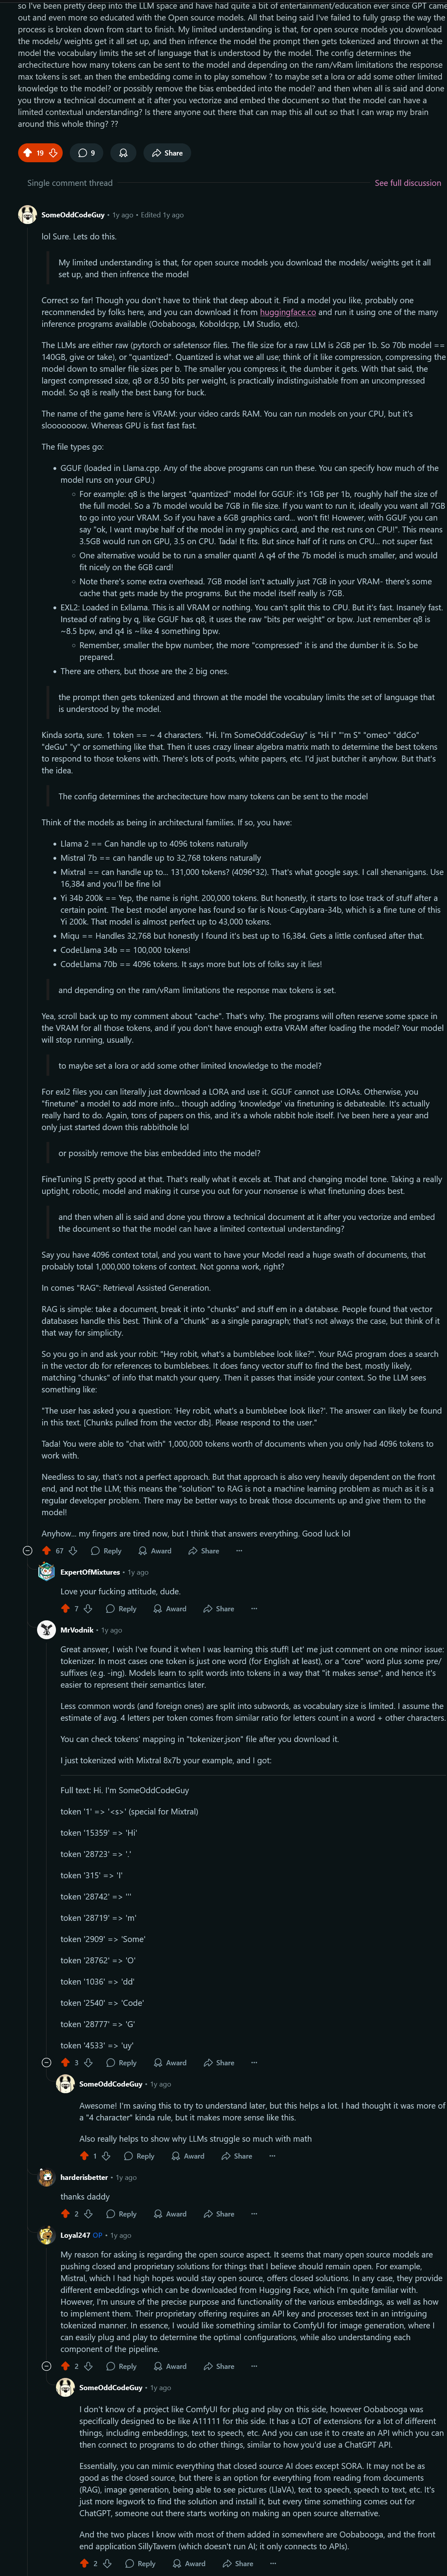 so I've been pretty deep into the LLM space and have had quite a bit of entertainment/education ever since GPT came
out and even more so educated with the Open source models. All that being said I've failed to fully grasp the way the
process is broken down from start to finish. My limited understanding is that, for open source models you download
the models/ weights get it all set up, and then infence the model the prompt then gets tokenized and thrown at the
model the vocabulary limits the set of language that is understood by the model. The config determines the
archecitecture how many tokens can be sent to the model and depending on the ram/vRam limitations the response
max tokens is set. an then the embedding come in to play somehow ? to maybe set a lora or add some other limited
knowledge to the model? or possibly remove the bias embedded into the model? and then when all is said and done
you throw a technical document at it after you vectorize and embed the document so that the model can have a
limited contextual understanding? Is there anyone out there that can map this all out so that I can wrap my brain
around this whole thing? ??
19
9
Share
Single comment thread
See full discussion
SomeOddCodeGuy • 1y ago • Edited 1y ago
lol Sure. Lets do this.
My limited understanding is that, for open source models you download the models/ weights get it all
set up, and then infrence the model
Correct so far! Though you don't have to think that deep about it. Find a model you like, probably one
recommended by folks here, and you can download it from huggingface.co and run it using one of the many
inference programs available (Oobabooga, Koboldcpp, LM Studio, etc).
The LLMs are either raw (pytorch or safetensor files. The file size for a raw LLM is 2GB per 1b. So 70b model ==
140GB, give or take), or "quantized". Quantized is what we all use; think of it like compression, compressing the
model down to smaller file sizes per b. The smaller you compress it, the dumber it gets. With that said, the
largest compressed size, q8 or 8.50 bits per weight, is practically indistinguishable from an uncompressed
model. So q8 is really the best bang for buck.
The name of the game here is VRAM: your video cards RAM. You can run models on your CPU, but it's
slooooooow. Whereas GPU is fast fast fast.
The file types go:
• GGUF (loaded in Llama.cpp. Any of the above programs can run these. You can specify how much of the
model runs on your GPU.)
○ For example: q8 is the largest "quantized" model for GGUF: it's 1GB per 1b, roughly half the size of
the full model. So a 7b model would be 7GB in file size. If you want to run it, ideally you want all 7GB
to go into your VRAM. So if you have a 6GB graphics card... won't fit! However, with GGUF you can
say "ok, I want maybe half of the model in my graphics card, and the rest runs on CPU!". This means
3.5GB would run on GPU, 3.5 on CPU. Tada! It fits. But since half of it runs on CPU... not super fast
○ One alternative would be to run a smaller quant! A q4 of the 7b model is much smaller, and would
fit nicely on the 6GB card!
○ Note there's some extra overhead. 7GB model isn't actually just 7GB in your VRAM- there's some
cache that gets made by the programs. But the model itself really is 7GB.
• EXL2: Loaded in Exllama. This is all VRAM or nothing. You can't split this to CPU. But it's fast. Insanely fast.
Instead of rating by q, like GGUF has q8, it uses the raw "bits per weight" or bpw. Just remember q8 is
~8.5 bpw, and q4 is ~like 4 something bpw.
○ Remember, smaller the bpw number, the more "compressed" it is and the dumber it is. So be
prepared.
• There are others, but those are the 2 big ones.
the prompt then gets tokenized and thrown at the model the vocabulary limits the set of language that
is understood by the model.
Kinda sorta, sure. 1 token == ~ 4 characters. "Hi. I'm SomeOddCodeGuy" is "Hi I" "'m S" "omeo" "ddCo"
"deGu" "y" or something like that. Then it uses crazy linear algebra matrix math to determine the best tokens
to respond to those tokens with. There's lots of posts, white papers, etc. I'd just butcher it anyhow. But that's
the idea.
The config determines the archecitecture how many tokens can be sent to the model
Think of the models as being in architectural families. If so, you have:
• Llama 2 == Can handle up to 4096 tokens naturally
• Mistral 7b == can handle up to 32,768 tokens naturally
• Mixtral == can handle up to... 131,000 tokens? (4096*32). That's what google says. I call shenanigans. Use
16,384 and you'll be fine lol
• Yi 34b 200k == Yep, the name is right. 200,000 tokens. But honestly, it starts to lose track of stuff after a
certain point. The best model anyone has found so far is Nous-Capybara-34b, which is a fine tune of this
Yi 200k. That model is almost perfect up to 43,000 tokens.
• Miqu == Handles 32,768 but honestly I found it's best up to 16,384. Gets a little confused after that.
• CodeLlama 34b == 100,000 tokens!
• CodeLlama 70b == 4096 tokens. It says more but lots of folks say it lies!
and depending on the ram/vRam limitations the response max tokens is set.
Yea, scroll back up to my comment about "cache". That's why. The programs will often reserve some space in
the VRAM for all those tokens, and if you don't have enough extra VRAM after loading the model? Your model
will stop running, usually.
to maybe set a lora or add some other limited knowledge to the model?
For exl2 files you can literally just download a LORA and use it. GGUF cannot use LORAs. Otherwise, you
"finetune" a model to add more info... though adding 'knowledge' via finetuning is debateable. It's actually
really hard to do. Again, tons of papers on this, and it's a whole rabbit hole itself. I've been here a year and
only just started down this rabbithole lol
or possibly remove the bias embedded into the model?
FineTuning IS pretty good at that. That's really what it excels at. That and changing model tone. Taking a really
uptight, robotic, model and making it curse you out for your nonsense is what finetuning does best.
and then when all is said and done you throw a technical document at it after you vectorize and embed
the document so that the model can have a limited contextual understanding?
Say you have 4096 context total, and you want to have your Model read a huge swath of documents, that
probably total 1,000,000 tokens of context. Not gonna work, right?
In comes "RAG": Retrieval Assisted Generation.
RAG is simple: take a document, break it into "chunks" and stuff em in a database. People found that vector
databases handle this best. Think of a "chunk" as a single paragraph; that's not always the case, but think of it
that way for simplicity.
So you go in and ask your robit: "Hey robit, what's a bumblebee look like?". Your RAG program does a search
in the vector db for references to bumblebees. It does fancy vector stuff to find the best, mostly likely,
matching "chunks" of info that match your query. Then it passes that inside your context. So the LLM sees
something like:
"The user has asked you a question: 'Hey robit, what's a bumblebee look like?'. The answer can likely be found
in this text. [Chunks pulled from the vector db]. Please respond to the user."
Tada! You were able to "chat with" 1,000,000 tokens worth of documents when you only had 4096 tokens to
work with.
Needless to say, that's not a perfect approach. But that approach is also very heavily dependent on the front
end, and not the LLM; this means the "solution" to RAG is not a machine learning problem as much as it is a
regular developer problem. There may be better ways to break those documents up and give them to the
model!
Anyhow... my fingers are tired now, but I think that answers everything. Good luck lol
67 Reply Award Share ...
ExpertOfMixtures • 1y ago
Love your fucking attitude, dude.
7 Reply Award Share ...
MrVodnik • 1y ago
Great answer, I wish I've found it when I was learning this stuff! Let' me just comment on one minor issue:
tokenizer. In most cases one token is just one word (for English at least), or a "core" word plus some pre/
suffixes (e.g. -ing). Models learn to split words into tokens in a way that "it makes sense", and hence it's
easier to represent their semantics later.
Less common words (and foreign ones) are split into subwords, as vocabulary size is limited. I assume the
estimate of avg. 4 letters per token comes from similar ratio for letters count in a word + other characters.
You can check tokens' mapping in "tokenizer.json" file after you download it.
I just tokenized with Mixtral 8x7b your example, and I got:
Full text: Hi. I'm SomeOddCodeGuy
token '1' => '<s>' (special for Mixtral)
token '15359' => 'Hi'
token '28723' => '.'
token '315' => 'I'
token '28742' => '''
token '28719' => 'm'
token '2909' => 'Some'
token '28762' => 'O'
token '1036' => 'dd'
token '2540' => 'Code'
token '28777' => 'G'
token '4533' => 'uy'
3 Reply Award Share ...
SomeOddCodeGuy • 1y ago
Awesome! I'm saving this to try to understand later, but this helps a lot. I had thought it was more of
a "4 character" kinda rule, but it makes more sense like this.
Also really helps to show why LLMs struggle so much with math
1 Reply Award Share ...
harderisbetter • 1y ago
thanks daddy
2 Reply Award Share ...
Loyal247 OP • 1y ago
My reason for asking is regarding the open source aspect. It seems that many open source models are
pushing closed and proprietary solutions for things that I believe should remain open. For example,
Mistral, which I had high hopes would stay open source, offers closed solutions. In any case, they provide
different embeddings which can be downloaded from Hugging Face, which I'm quite familiar with.
However, I'm unsure of the precise purpose and functionality of the various embeddings, as well as how
to implement them. Their proprietary offering requires an API key and processes text in an intriguing
tokenized manner. In essence, I would like something similar to ComfyUI for image generation, where I
can easily plug and play to determine the optimal configurations, while also understanding each
component of the pipeline.
2 Reply Award Share ...
SomeOddCodeGuy • 1y ago
I don't know of a project like ComfyUI for plug and play on this side, however Oobabooga was
specifically designed to be like A11111 for this side. It has a LOT of extensions for a lot of different
things, including embeddings, text to speech, etc. And you can use it to create an API which you can
then connect to programs to do other things, similar to how you'd use a ChatGPT API.
Essentially, you can mimic everything that closed source AI does except SORA. It may not be as
good as the closed source, but there is an option for everything from reading from documents
(RAG), image generation, being able to see pictures (LlaVA), text to speech, speech to text, etc. It's
just more legwork to find the solution and install it, but every time something comes out for
ChatGPT, someone out there starts working on making an open source alternative.
And the two places I know with most of them added in somewhere are Oobabooga, and the front
end application SillyTavern (which doesn't run AI; it only connects to APIs).
2 Reply Award Share ...